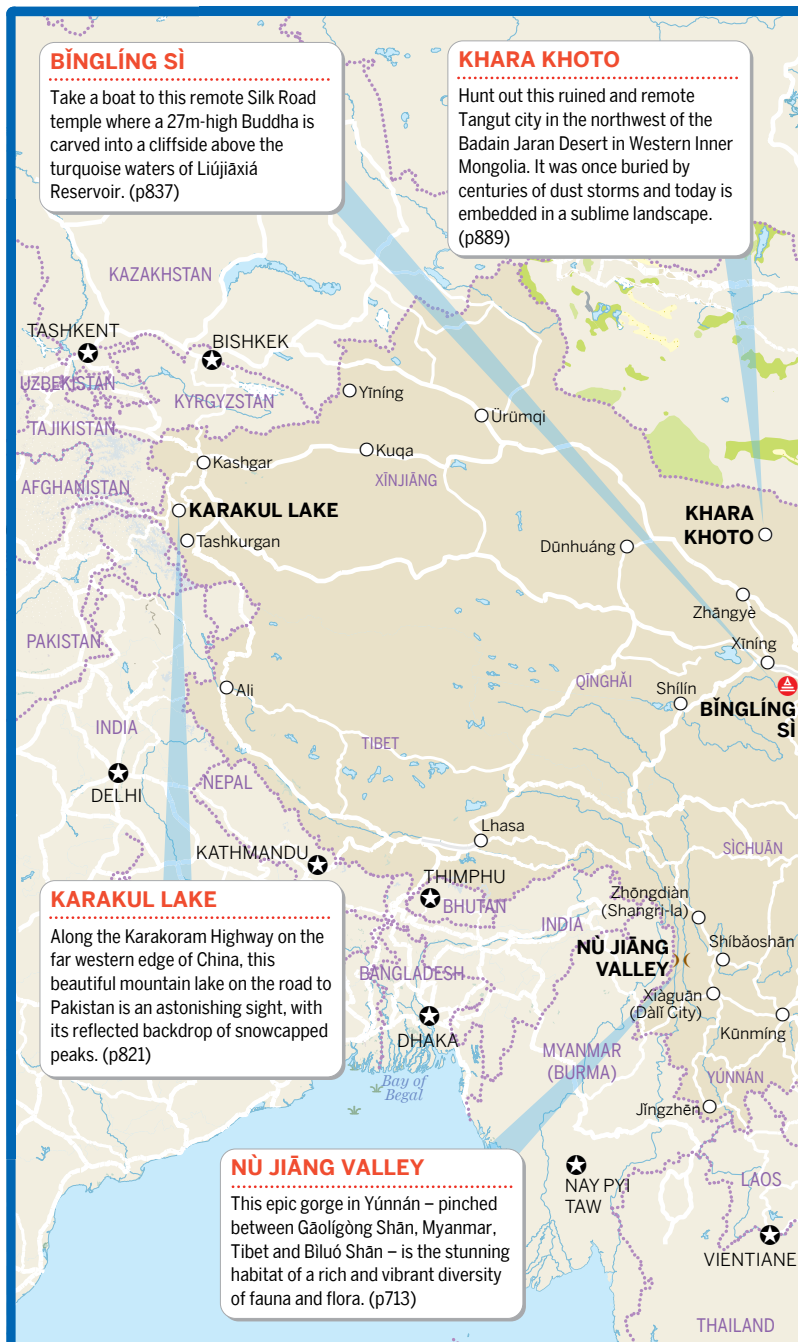 BǏNGLÍNG SÌ
Take a boat to this remote Silk Road
temple where a 27m-high Buddha is
carved into a cliffside above the
turquoise waters of Liújiāxiá
Reservoir. (p837)
KHARA KHOTO
Hunt out this ruined and remote
Tangut city in the northwest of the
Badain Jaran Desert in Western Inner
Mongolia. It was once buried by
centuries of dust storms and today is
embedded in a sublime landscape.
(p889)
KAZAKHSTAN
TASHKENT
BISHKEK
UZBEKISTAN
KYRGYZSTAN
Yīníng
Ürümqi
TAJIKISTAN
Kashgar
Kuqa
XĪNJIĀNG
AFGHANISTAN
KARAKUL LAKE
KHARA
KHOTO
Tashkurgan
Dūnhuáng
Zhāngyè
PAKISTAN
Xīníng
Ali
QĪNGHǍI
Shílín
BǏNGLÍNG
SÌ
INDIA
TIBET
DELHI
NEPAL
Lhasa
SÌCHUĀN
KATHMANDU
THIMPHU
BHUTAN
Zhōngdiàn
(Shangri-la)
INDIA
KARAKUL LAKE
Along the Karakoram Highway on the
far western edge of China, this
beautiful mountain lake on the road to
Pakistan is an astonishing sight, with
its reflected backdrop of snowcapped
peaks. (p821)
NÙ JIĀNG
VALLEY
Shíbǎoshān
BANGLADESH
Xiàguān
(Dàlǐ City)
DHAKA
Kūnmíng
MYANMAR
(BURMA)
YÚNNÁN
Bay of
Begal
Jǐngzhēn
NÙ JIĀNG VALLEY
This epic gorge in Yúnnán – pinched
between Gāolígòng Shān, Myanmar,
Tibet and Bìluó Shān – is the stunning
habitat of a rich and vibrant diversity
of fauna and flora. (p713)
NAY PYI
TAW
LAOS
VIENTIANE
THAILAND